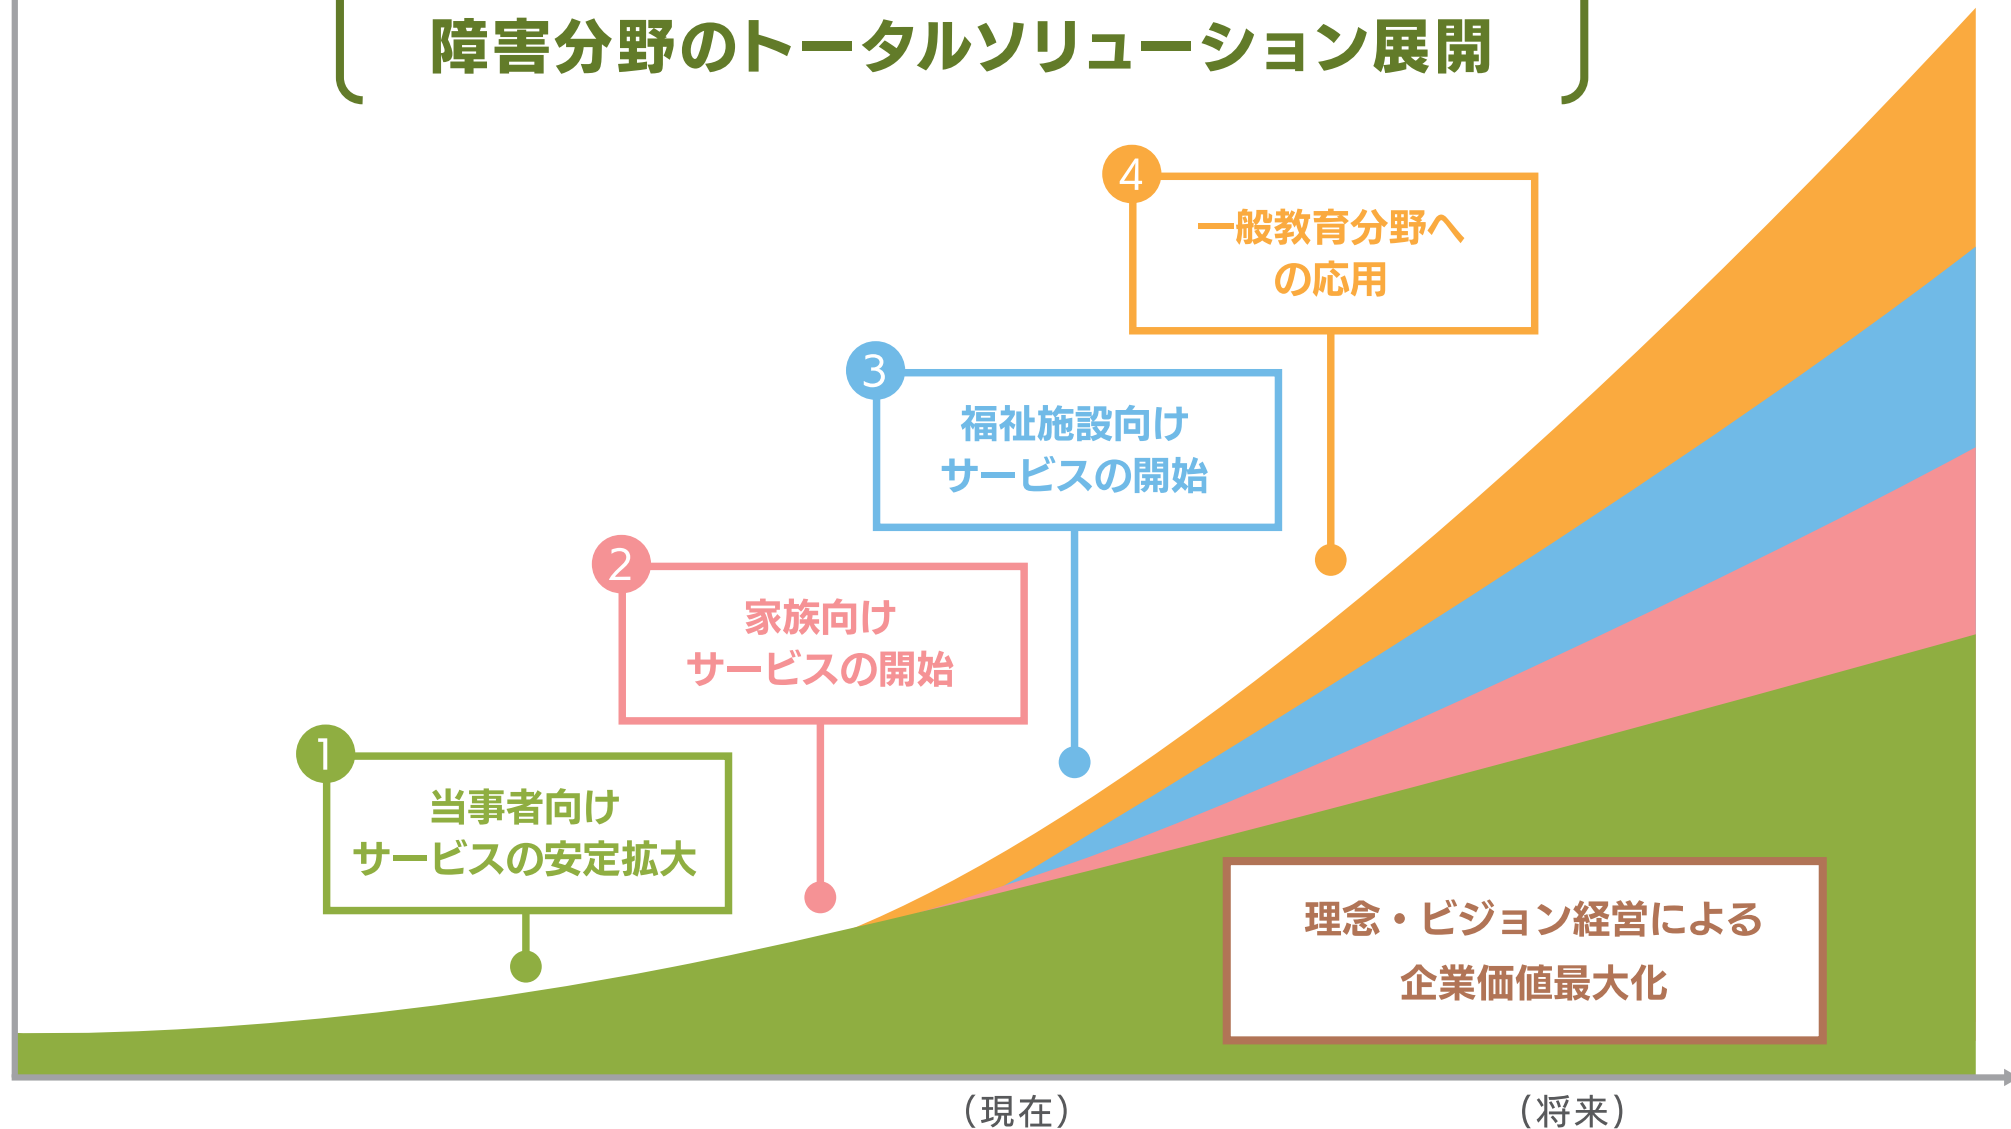 障害分野のトータルソリューション展開
4
一般教育分野へ
の応用
3
福祉施設向け
サービスの開始
2
家族向け
サービスの開始
1
当事者向け
サービスの安定拡大
理念・ビジョン経営による
企業価値最大化
（現在）
（将来）